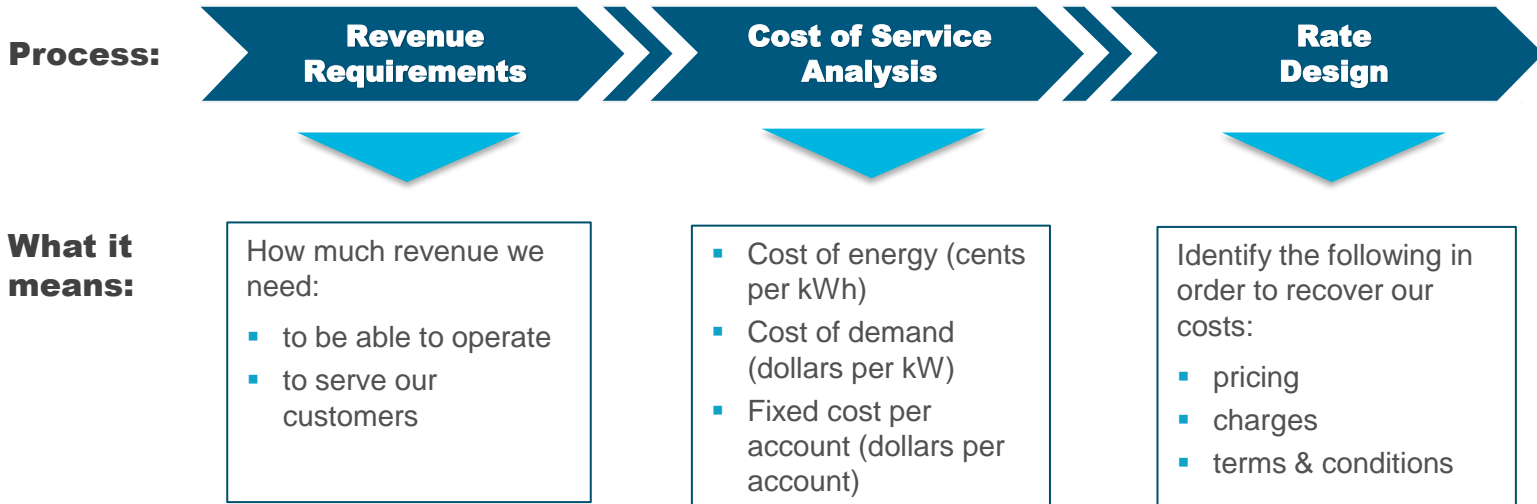 Process:
Revenue
Requirements
Cost of Service
Analysis
Rate
Design
What it
means:
How much revenue we
need:
▪ to be able to operate
▪ to serve our
customers
▪ Cost of energy (cents
per kWh)
▪ Cost of demand
(dollars per kW)
▪ Fixed cost per
account (dollars per
account)
Identify the following in
order to recover our
costs:
▪ pricing
▪ charges
▪ terms & conditions